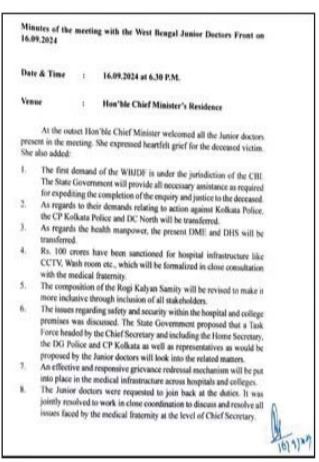 Minutes of the meeting with the West Bengal Junior Doctors Front on
16.09.2024
Date & Time : 16.09.2024 at 6.30 P.M.
Venue : Hon'ble Chief Minister's Residence
At the outset Hon'ble Chief Minister welcomed all the Junior doctors
present in the meeting. She expressed heartfelt grief for the deceased victim.
She also added:
1. The first demand of the WBJDF is under the jurisdiction of the CBI.
The State Government will provide all necessary assistance as required
for expediting the completion of the enquiry and justice to the deceased.
2. As regards to their demands relating to action against Kolkata Police,
the CP Kolkata Police and DC North will be transferred.
3. As regards the health manpower, the present DME and DHS will be
transferred.
4. Rs. 100 crores have been sanctioned for hospital infrastructure like
CCTV, Wash room etc., which will be formalized in close consultation
with the medical fraternity.
5. The composition of the Rogi Kalyan Samity will be revised to make it
more inclusive through inclusion of all stakeholders.
6. The issues regarding safety and security within the hospital and college
premises was discussed. The State Government proposed that a Task
Force headed by the Chief Secretary and including the Home Secretary,
the DG Police and CP Kolkata as well as representatives as would be
proposed by the Junior doctors will look into the related matters.
7. An effective and responsive grievance redressal mechanism will be put
into place in the medical infrastructure across hospitals and colleges.
8. The Junior doctors were requested to join back at the duties. It was
jointly resolved to work in close coordination to discuss and resolve all
issues faced by the medical fraternity at the level of Chief Secretary.